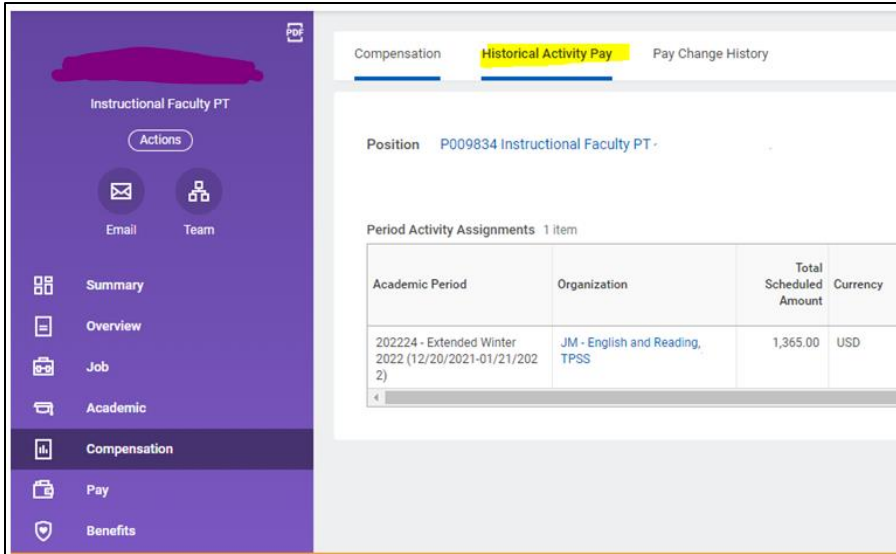 PDF
Instructional Faculty PT
Actions
Email Team
Summary
Overview
Job
Academic
Compensation
Pay
Benefits
Compensation Historical Activity Pay Pay Change History
Position P009834 Instructional Faculty PT -
Period Activity Assignments 1 item
Academic Period Organization Total Scheduled Amount Currency
202224 - Extended Winter JM - English and Reading, 1,365.00 USD
2022 (12/20/2021-01/21/202 TPSS
2)